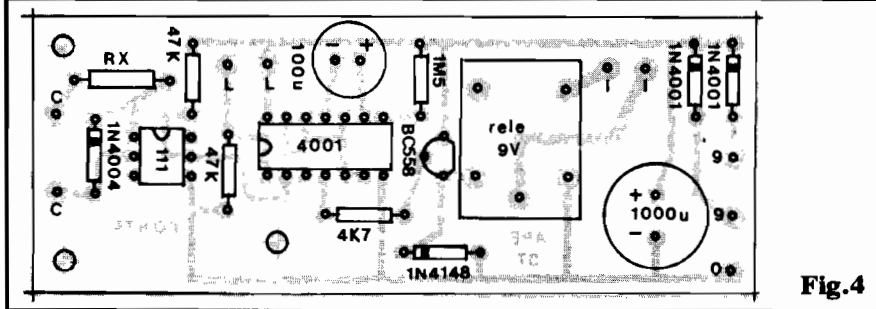 47K
RX
100u
- +
1M5
1N4001
1N4001
C
1N4004
111
47K
4001
BC558
rele
9V
9
9
0
C
+
1000u
-
4K7
1N4148
Fig.4